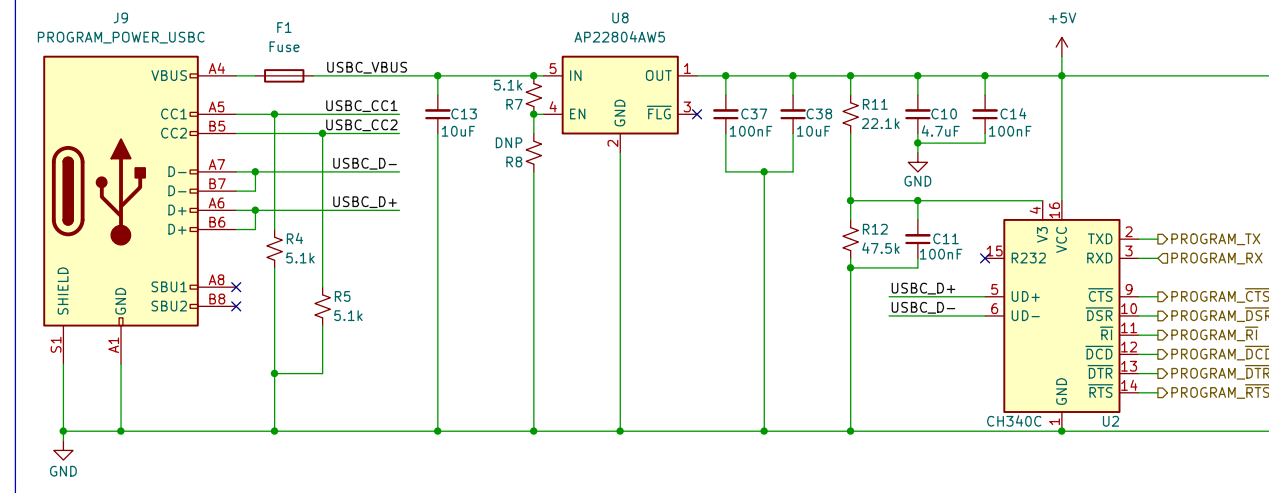 J9
PROGRAM_POWER_USBC
VBUS
A4
CC1
A5
CC2
B5
D-
A7
D-
B7
D+
A6
D+
B6
SBU1
A8
SBU2
B8
SHIELD
GND
S1
A1
GND
F1
Fuse
USBC_VBUS
USBC_CC1
USBC_CC2
USBC_D-
USBC_D+
R4
5.1k
R5
5.1k
C13
10uF
5.1k
R7
DNP
R8
U8
AP22804AW5
5
IN
OUT
1
4
EN
GND
FLG
3
2
C37
100nF
C38
10uF
R11
22.1k
C10
4.7uF
C14
100nF
GND
+5V
R12
47.5k
C11
100nF
USBC_D+
USBC_D-
4
16
V3
VCC
15
R232
5
UD+
6
UD-
TXD
2
PROGRAM_TX
RXD
3
PROGRAM_RX
CTS
9
PROGRAM_CTS
DSR
10
PROGRAM_DSR
RI
11
PROGRAM_RI
DCD
12
PROGRAM_DCD
DTR
13
PROGRAM_DTR
RTS
14
PROGRAM_RTS
GND
1
CH340C
U2